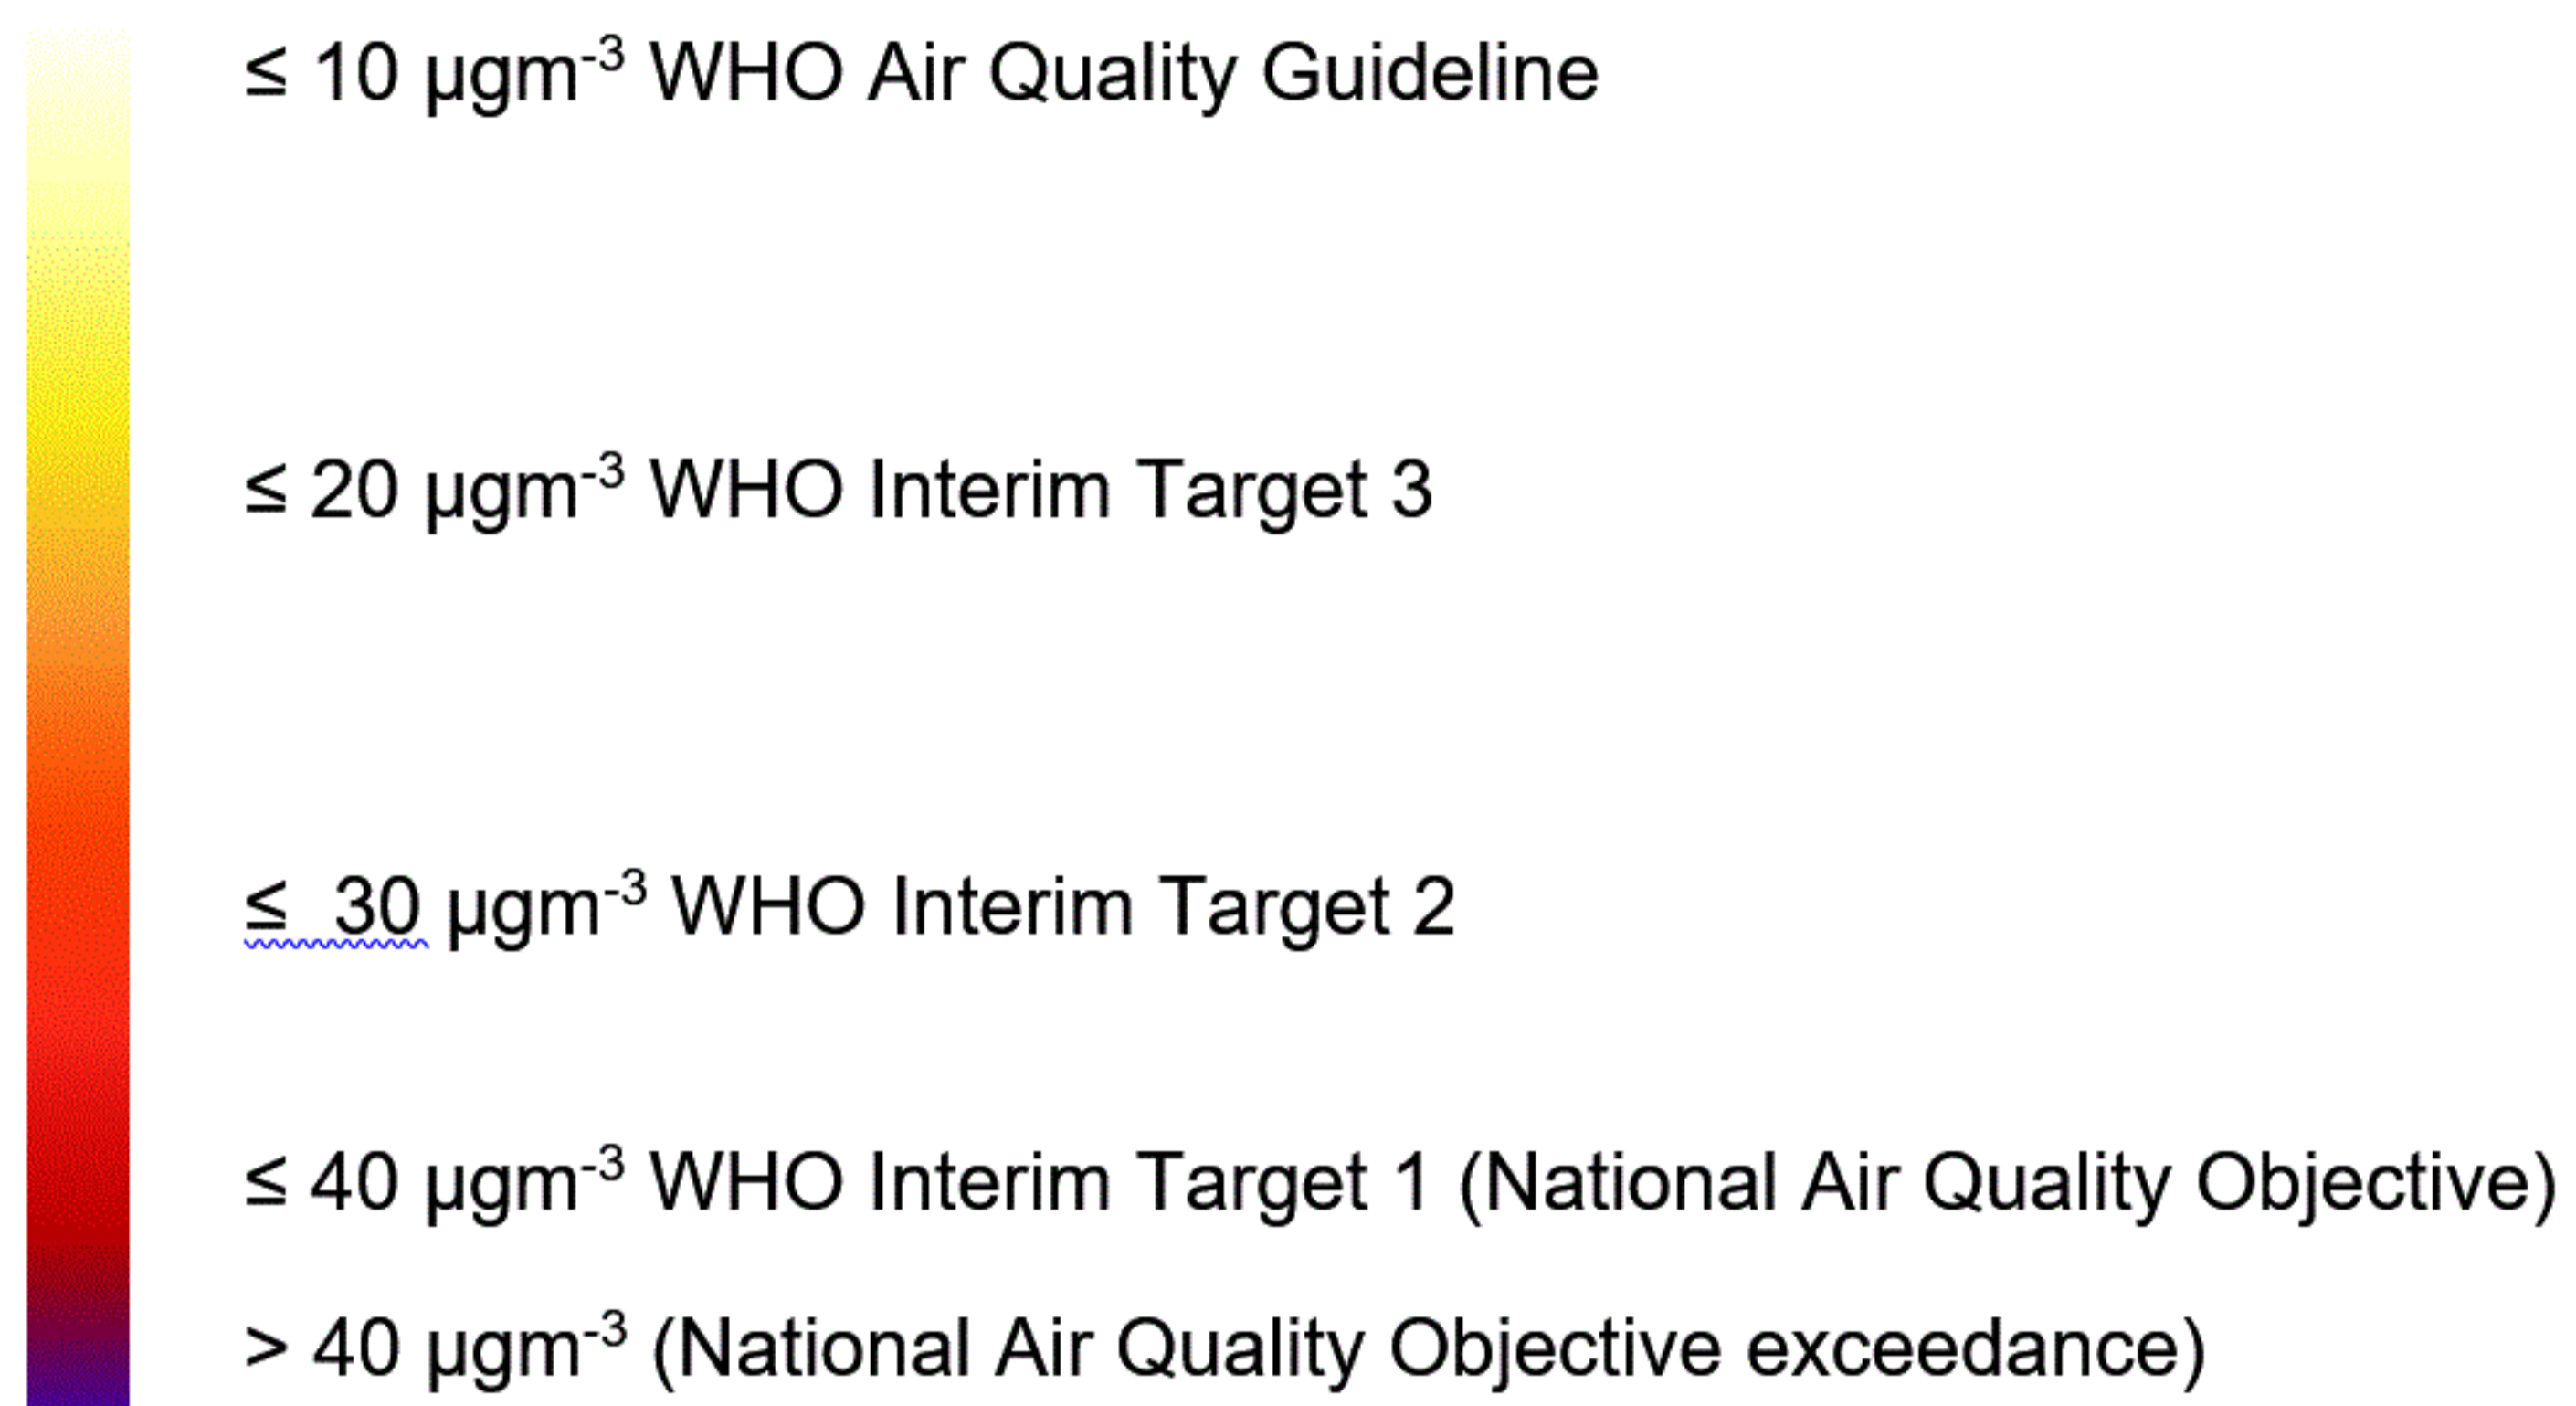 ≤ 10 µgm⁻³ WHO Air Quality Guideline
≤ 20 µgm⁻³ WHO Interim Target 3
≤  30 µgm⁻³ WHO Interim Target 2
≤ 40 µgm⁻³ WHO Interim Target 1 (National Air Quality Objective)
> 40 µgm⁻³ (National Air Quality Objective exceedance)